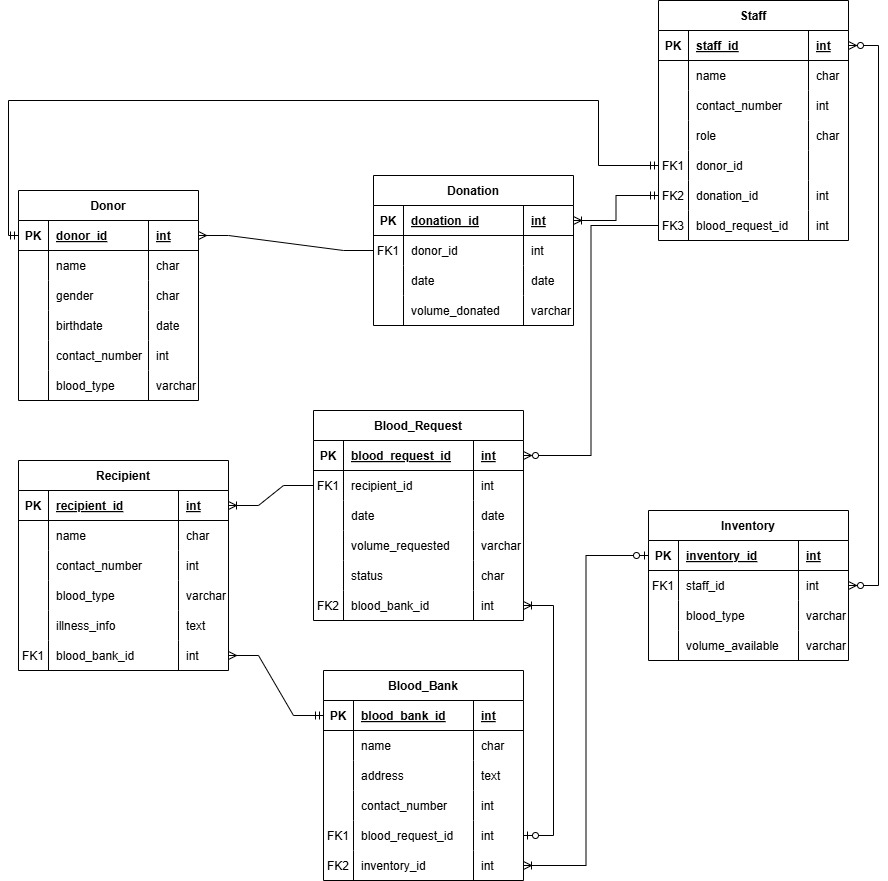 Staff
PK staff_id int
name char
contact_number int
role char
FK1 donor_id
FK2 donation_id int
FK3 blood_request_id int
Donor
PK donor_id int
name char
gender char
birthdate date
contact_number int
blood_type varchar
Donation
PK donation_id int
FK1 donor_id int
date date
volume_donated varchar
Blood_Request
PK blood_request_id int
FK1 recipient_id int
date date
volume_requested varchar
status char
FK2 blood_bank_id int
Recipient
PK recipient_id int
name char
contact_number int
blood_type varchar
illness_info text
FK1 blood_bank_id int
Inventory
PK inventory_id int
FK1 staff_id int
blood_type varchar
volume_available varchar
Blood_Bank
PK blood_bank_id int
name char
address text
contact_number int
FK1 blood_request_id int
FK2 inventory_id int